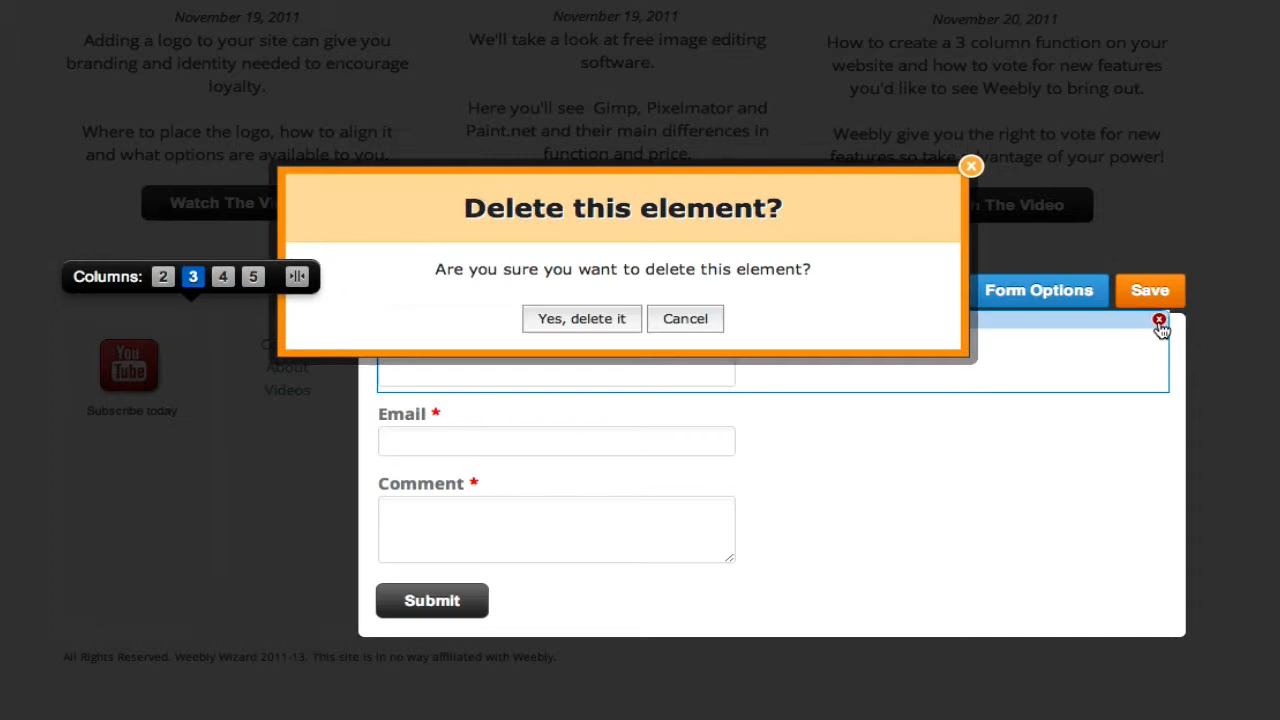 November 19, 2011
Adding a logo to your site can give you
branding and identity needed to encourage
loyalty.
Where to place the logo, how to align it
and what options are available to you.
Watch The Vi
November 19, 2011
We'll take a look at free image editing
software.
Here you'll see Gimp, Pixelmator and
Paint.net and their main differences in
function and price.
November 20, 2011
How to create a 3 column function on your
website and how to vote for new features
you'd like to see Weebly to bring out.
Weebly give you the right to vote for new
features so take advantage of your power!
The Video
Delete this element?
Are you sure you want to delete this element?
Yes, delete it
Cancel
Columns: 2 3 4 5
Form Options
Save
You
Tube
Subscribe today
About
Videos
Email *
Comment *
Submit
All Rights Reserved. Weebly Wizard 2011-13. This site is in no way affiliated with Weebly.